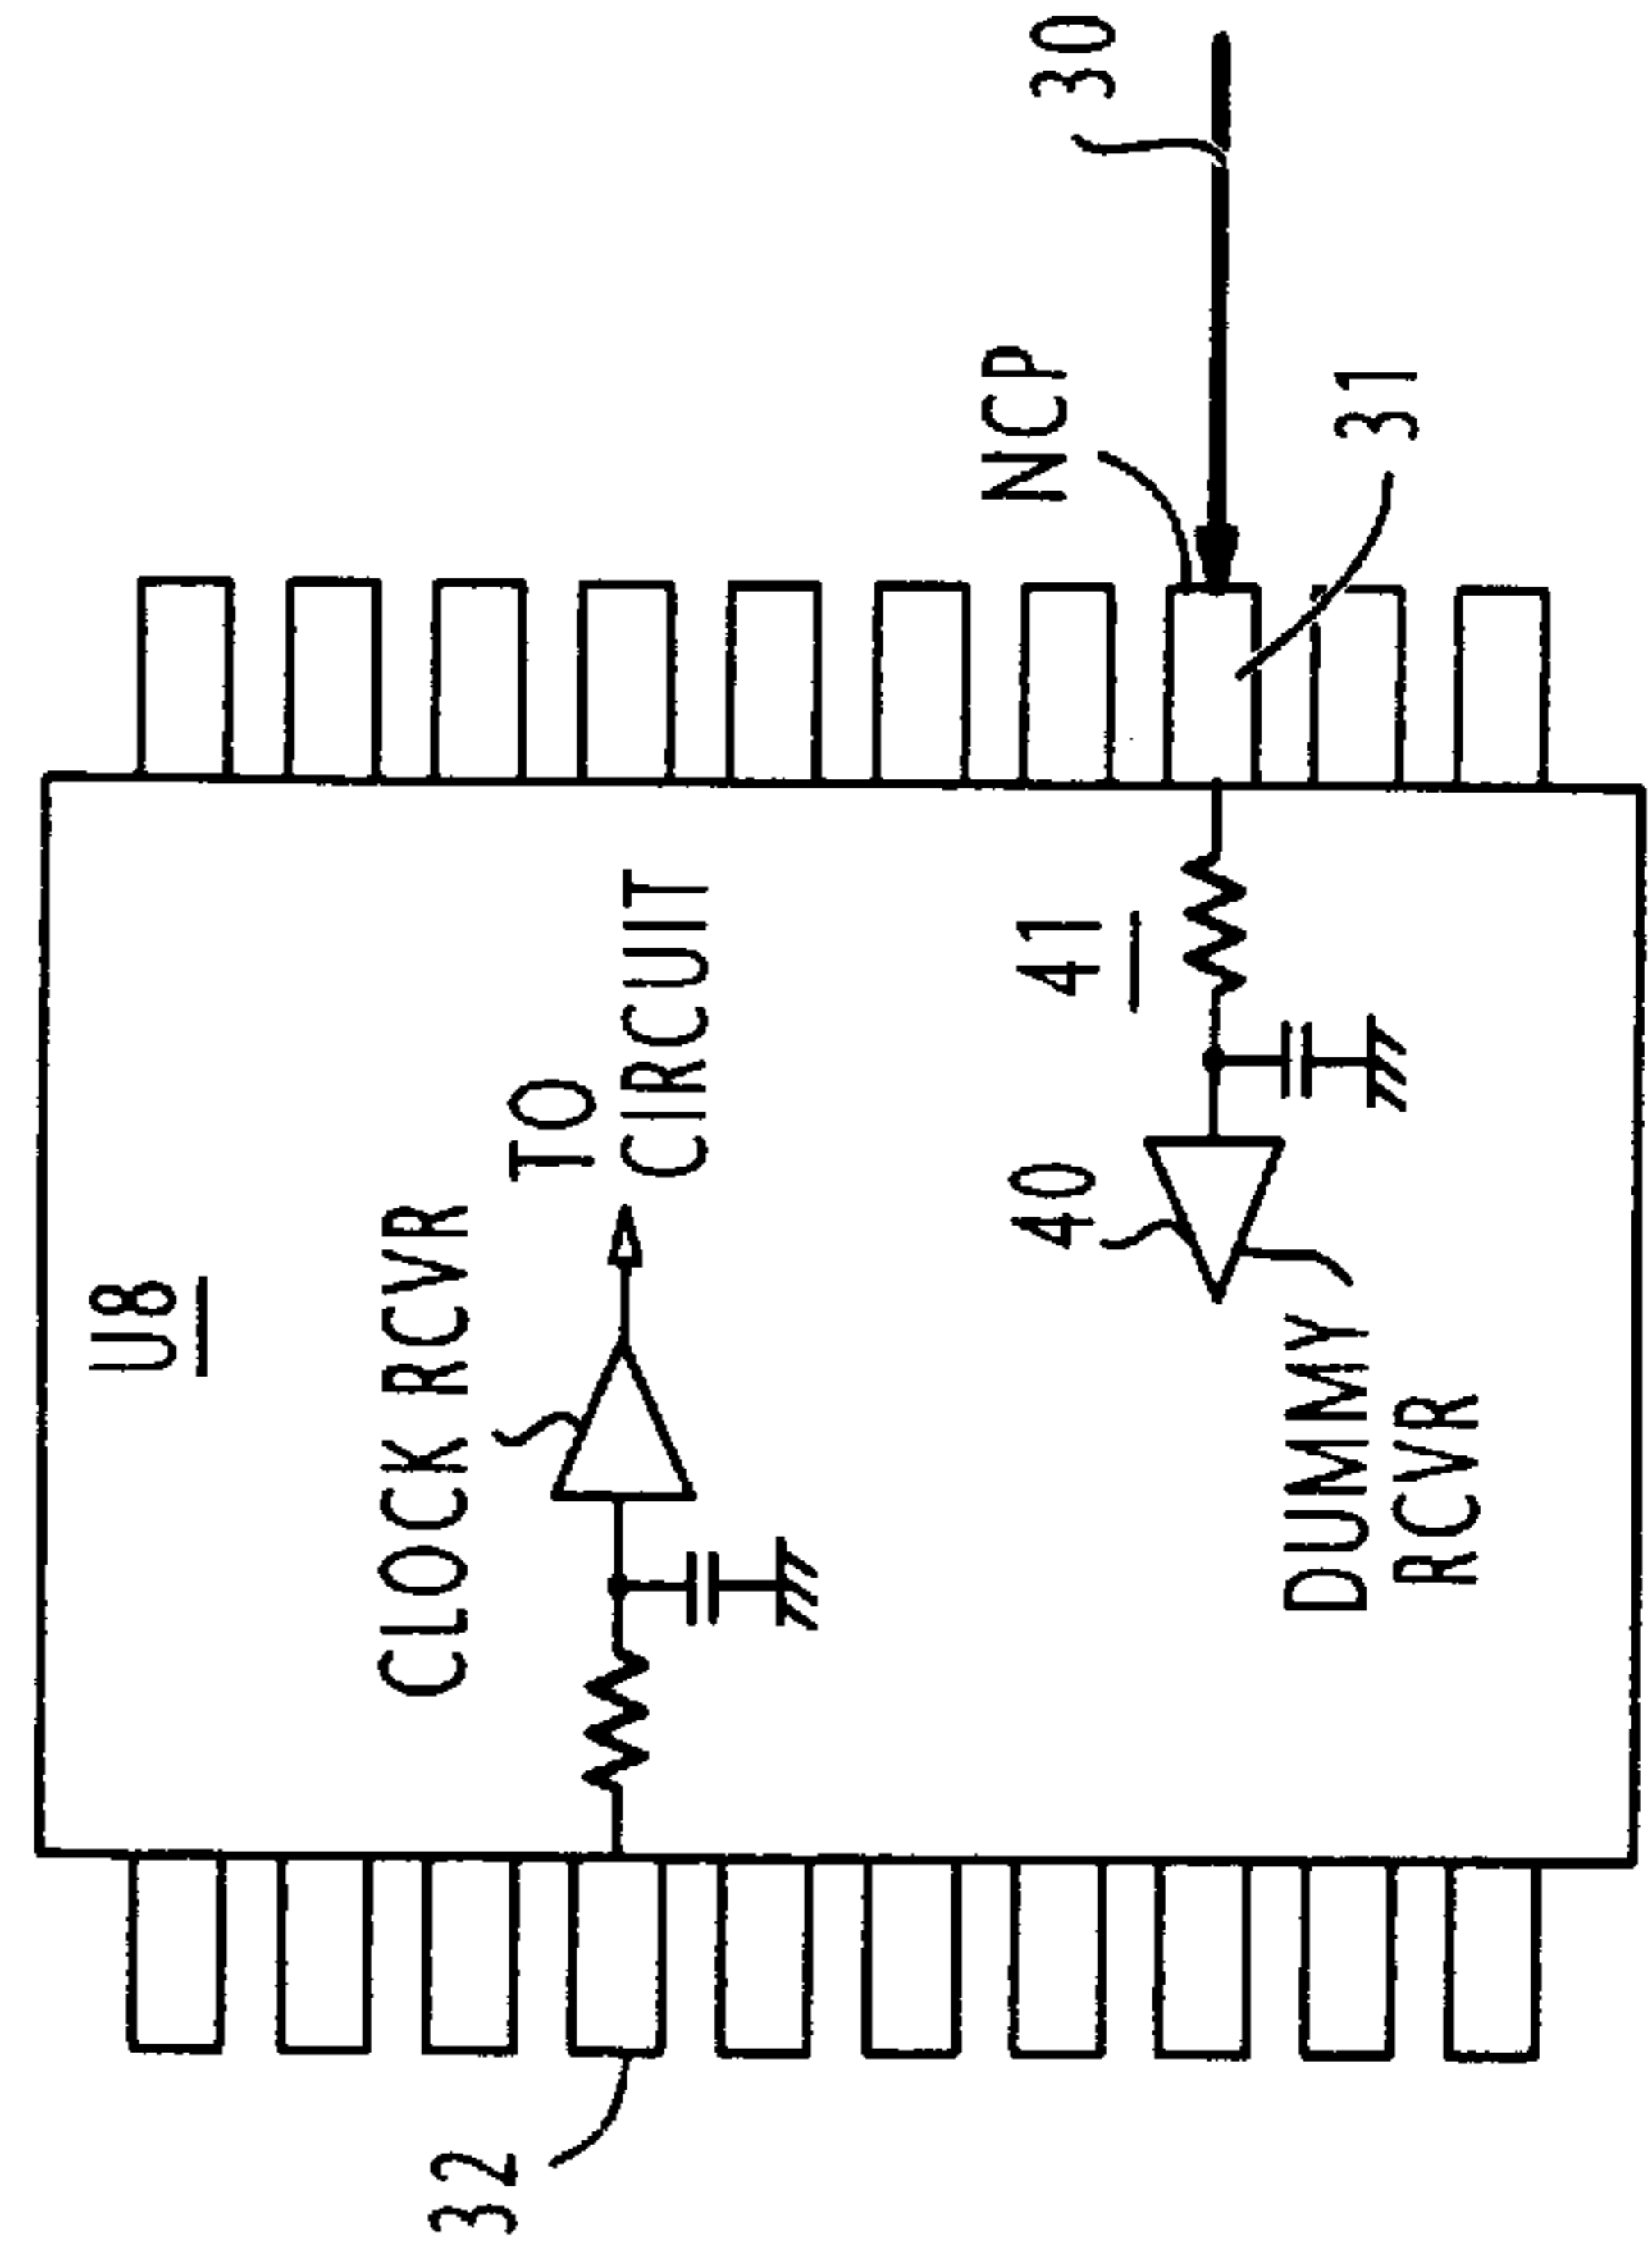 U8
CLOCK RCVR
TO
CIRCUIT
32
NCP
30
40
41
31
DUMMY
RCVR